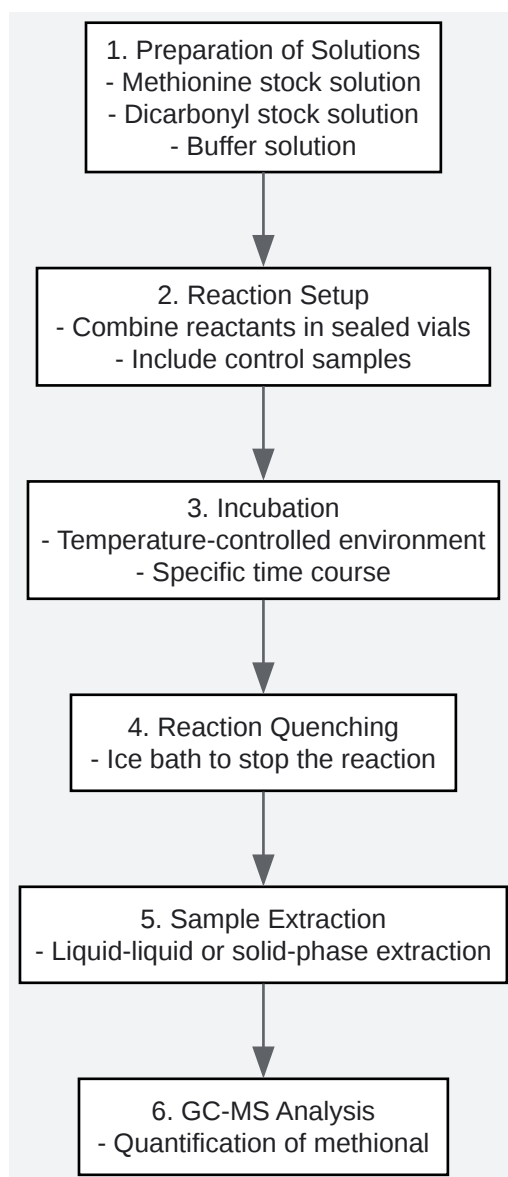 1. Preparation of Solutions
- Methionine stock solution
- Dicarbonyl stock solution
- Buffer solution
2. Reaction Setup
- Combine reactants in sealed vials
- Include control samples
3. Incubation
- Temperature-controlled environment
- Specific time course
4. Reaction Quenching
- Ice bath to stop the reaction
5. Sample Extraction
- Liquid-liquid or solid-phase extraction
6. GC-MS Analysis
- Quantification of methional